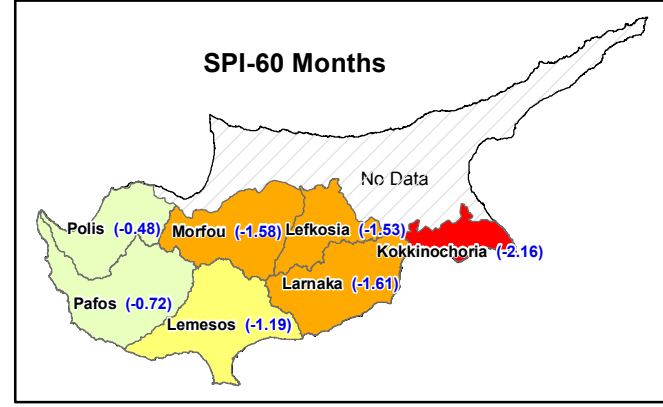 SPI-60 Months
No Data
Polis (-0.48)
Morfou (-1.58)
Lefkosia (-1.53)
Kokkinochoria (-2.16)
Larnaka (-1.61)
Pafos (-0.72)
Lemesos (-1.19)